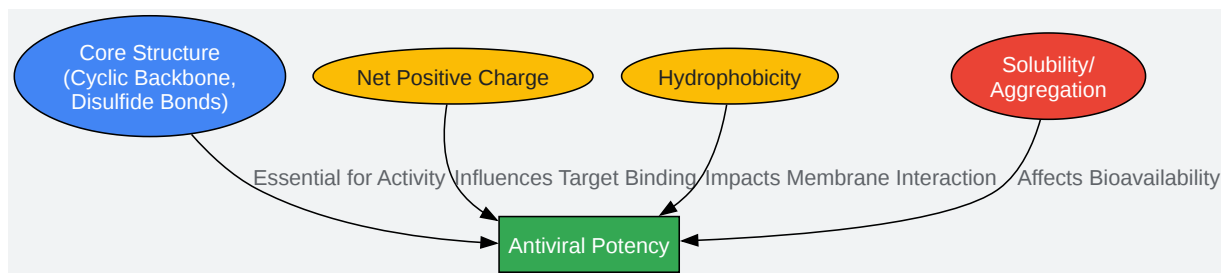 Core Structure
(Cyclic Backbone,
Disulfide Bonds)
Net Positive Charge
Hydrophobicity
Solubility/
Aggregation
Essential for Activity
Influences Target Binding
Impacts Membrane Interaction
Affects Bioavailability
Antiviral Potency